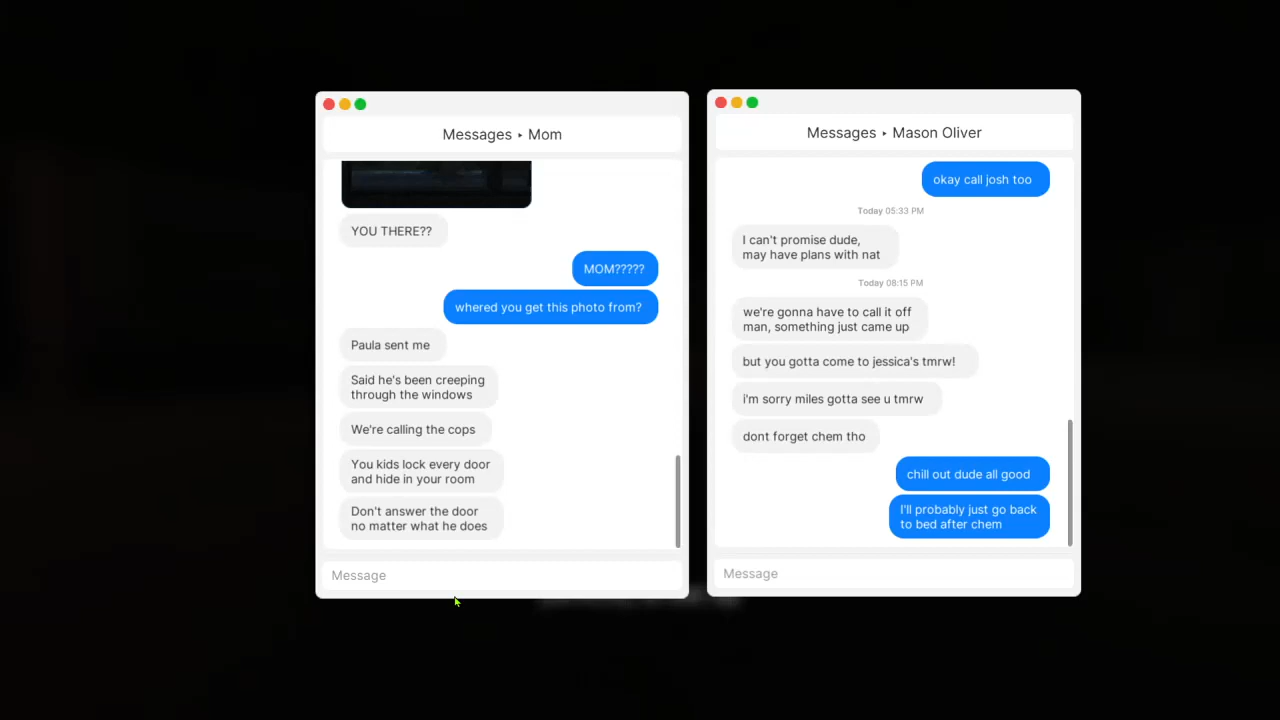 Messages ‣ Mom
YOU THERE??
MOM?????
whered you get this photo from?
Paula sent me
Said he's been creeping
through the windows
We're calling the cops
You kids lock every door
and hide in your room
Don't answer the door
no matter what he does
Message
Messages ‣ Mason Oliver
okay call josh too
Today 05:33 PM
I can't promise dude,
may have plans with nat
Today 08:15 PM
we're gonna have to call it off
man, something just came up
but you gotta come to jessica's tmrw!
i'm sorry miles gotta see u tmrw
dont forget chem tho
chill out dude all good
I'll probably just go back
to bed after chem
Message